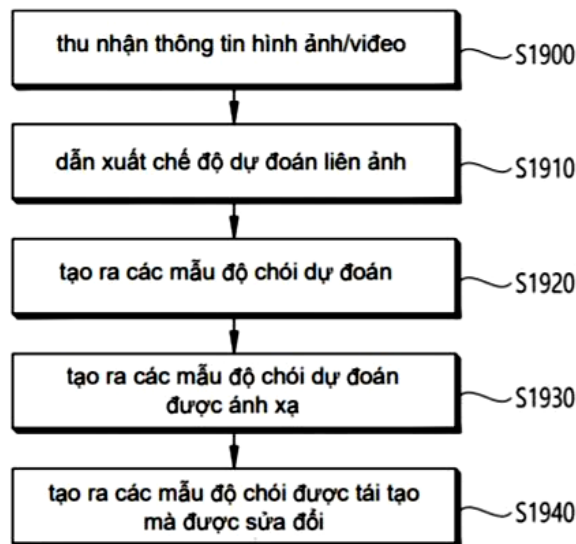 thu nhận thông tin hình ảnh/viđeo
S1900
dẫn xuất chế độ dự đoán liên ảnh
S1910
tạo ra các mẫu độ chói dự đoán
S1920
tạo ra các mẫu độ chói dự đoán
được ánh xạ
S1930
tạo ra các mẫu độ chói được tái tạo
mà được sửa đổi
S1940